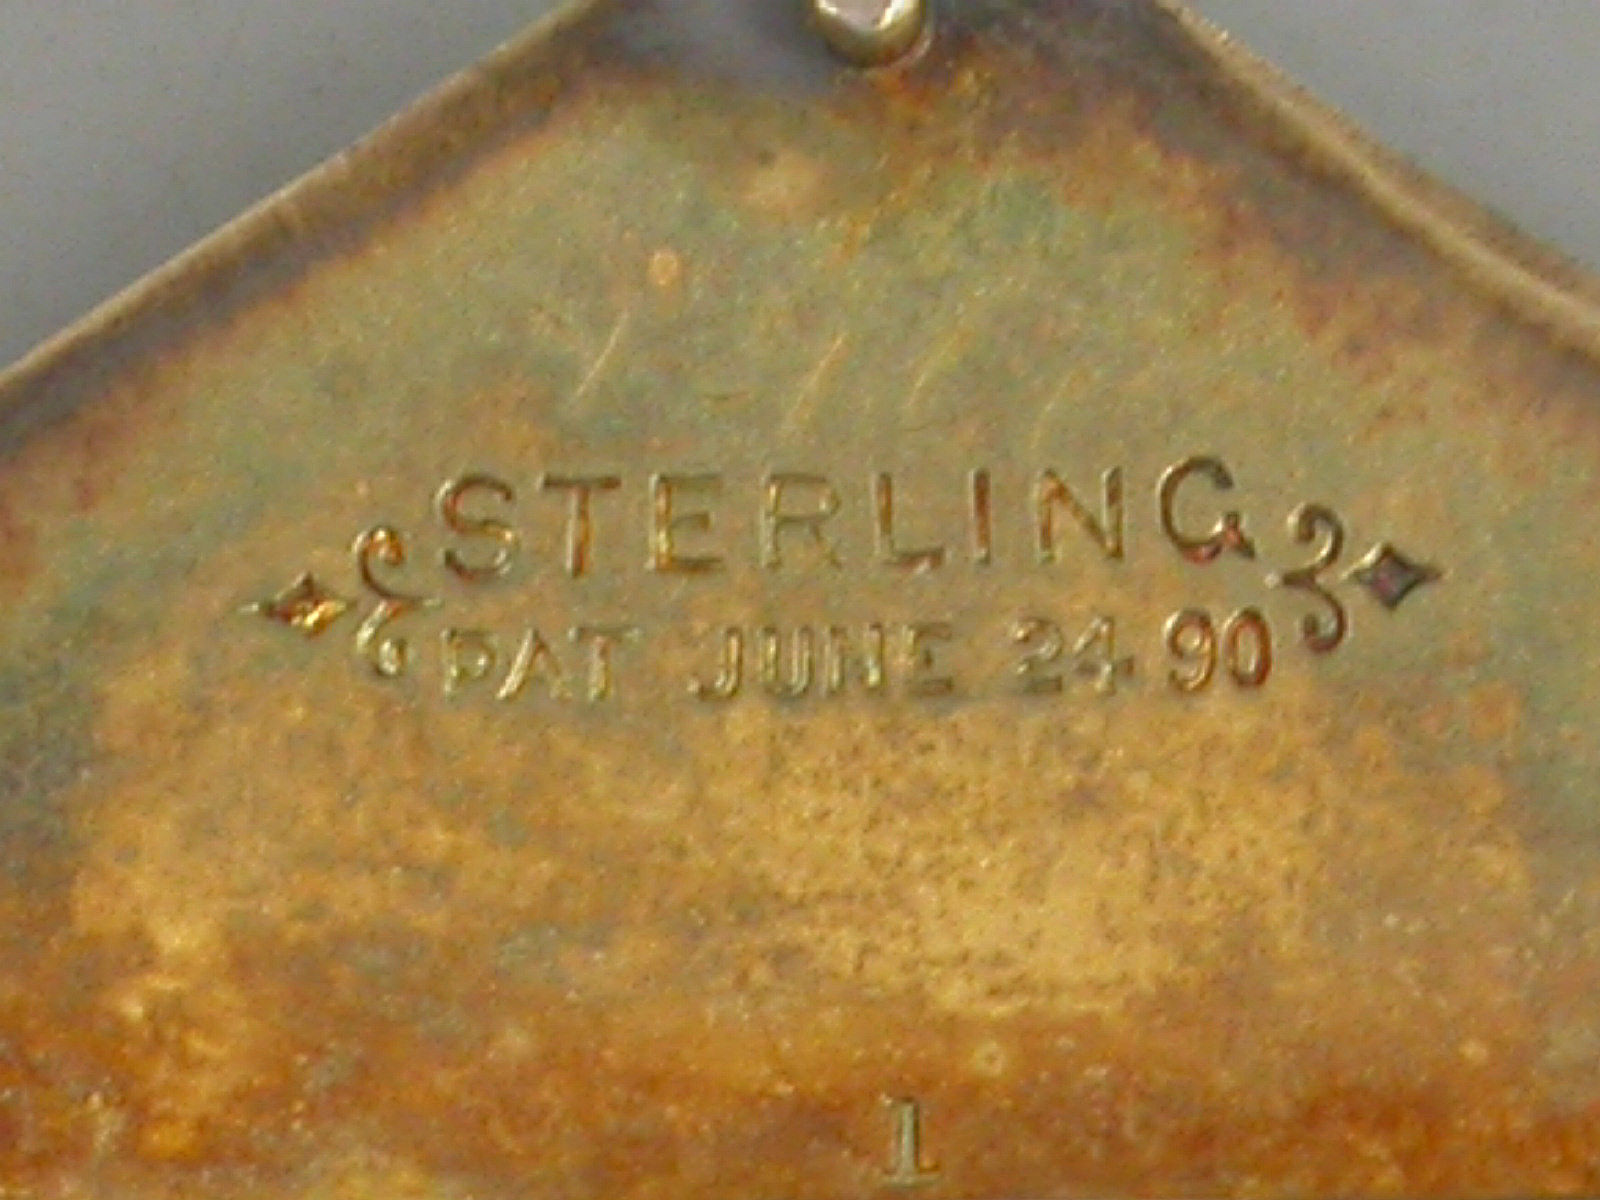 STERLING
PAT JUNE 24 90
1